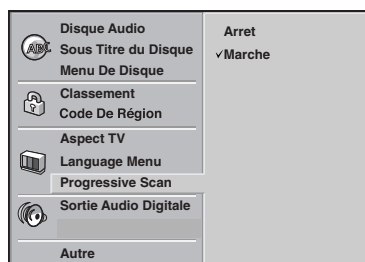 Disque Audio
Sous Titre du Disque
Menu De Disque
Classement
Code De Région
Aspect TV
Language Menu
Progressive Scan
Sortie Audio Digitale
Autre
Arret
✓Marche
ABC